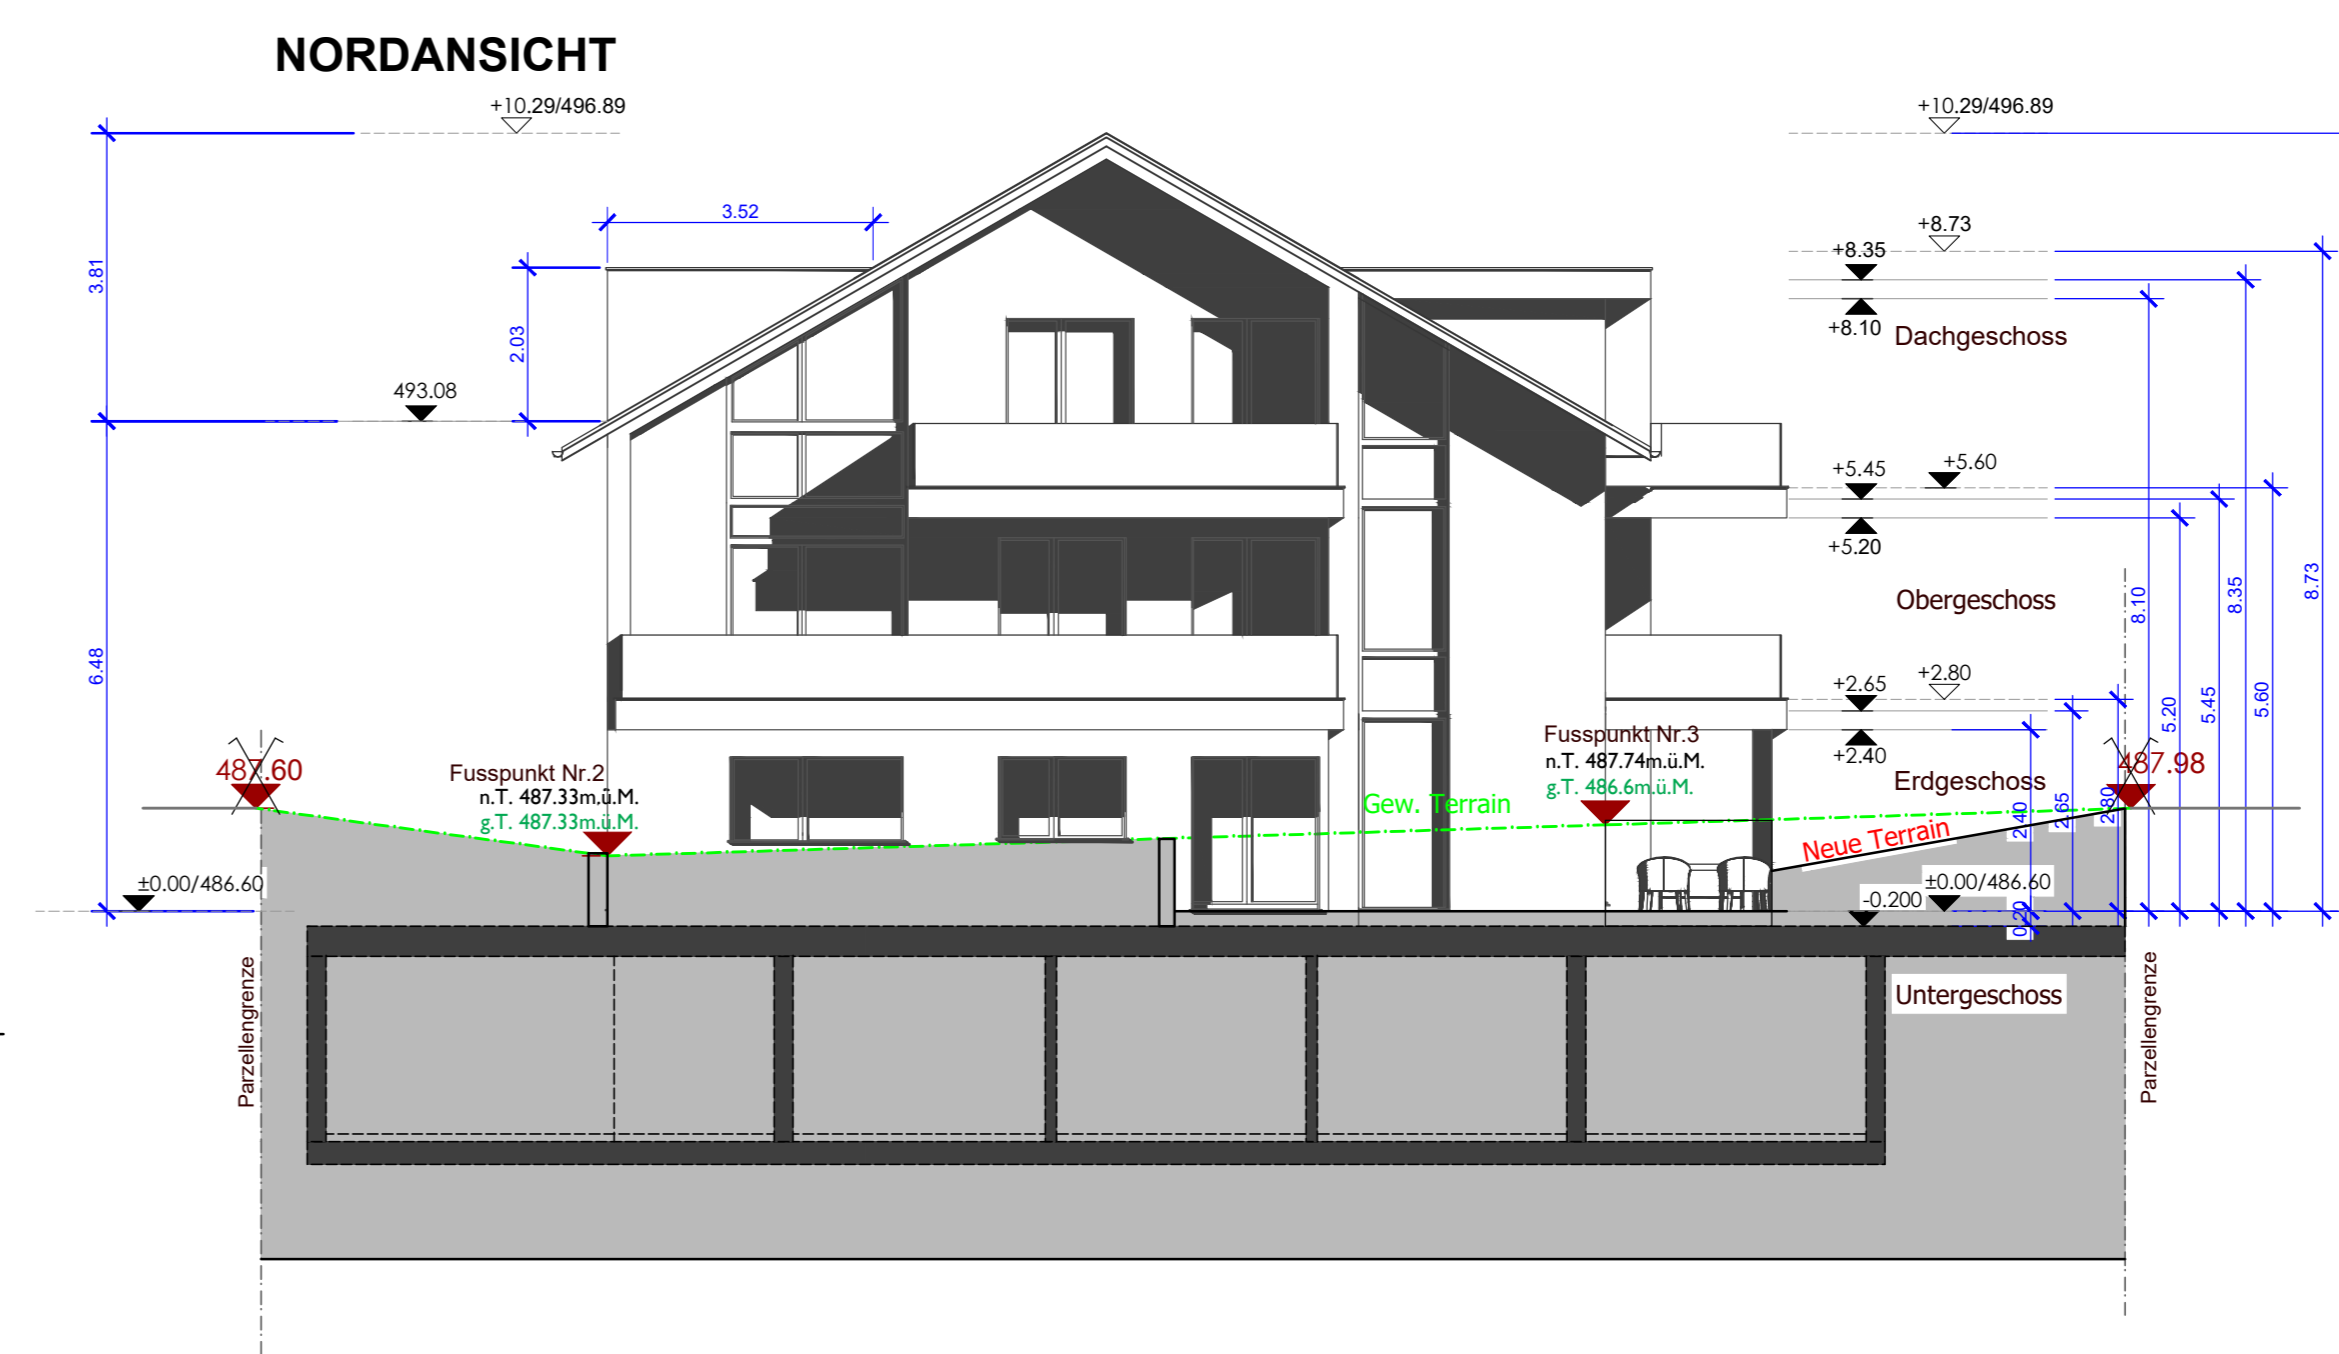 NORDANSICHT
+10.29/496.89
+10.29/496.89
3.81
3.52
2.03
493.08
+8.73
+8.35
+8.10
Dachgeschoss
+5.45
+5.60
+5.20
Obergeschoss
8.10
8.35
8.73
6.48
+2.65
+2.80
+2.40
5.20
5.45
5.60
487.60
Fusspunkt Nr.2
n.T. 487.33m.ü.M.
g.T. 487.33m.ü.M.
Fusspunkt Nr.3
n.T. 487.74m.ü.M.
g.T. 486.6m.ü.M.
487.98
Erdgeschoss
Gew. Terrain
Neue Terrain
2.40
2.65
2.80
±0.00/486.60
±0.00/486.60
-0.200
0.20
Parzellengrenze
Untergeschoss
Parzellengrenze